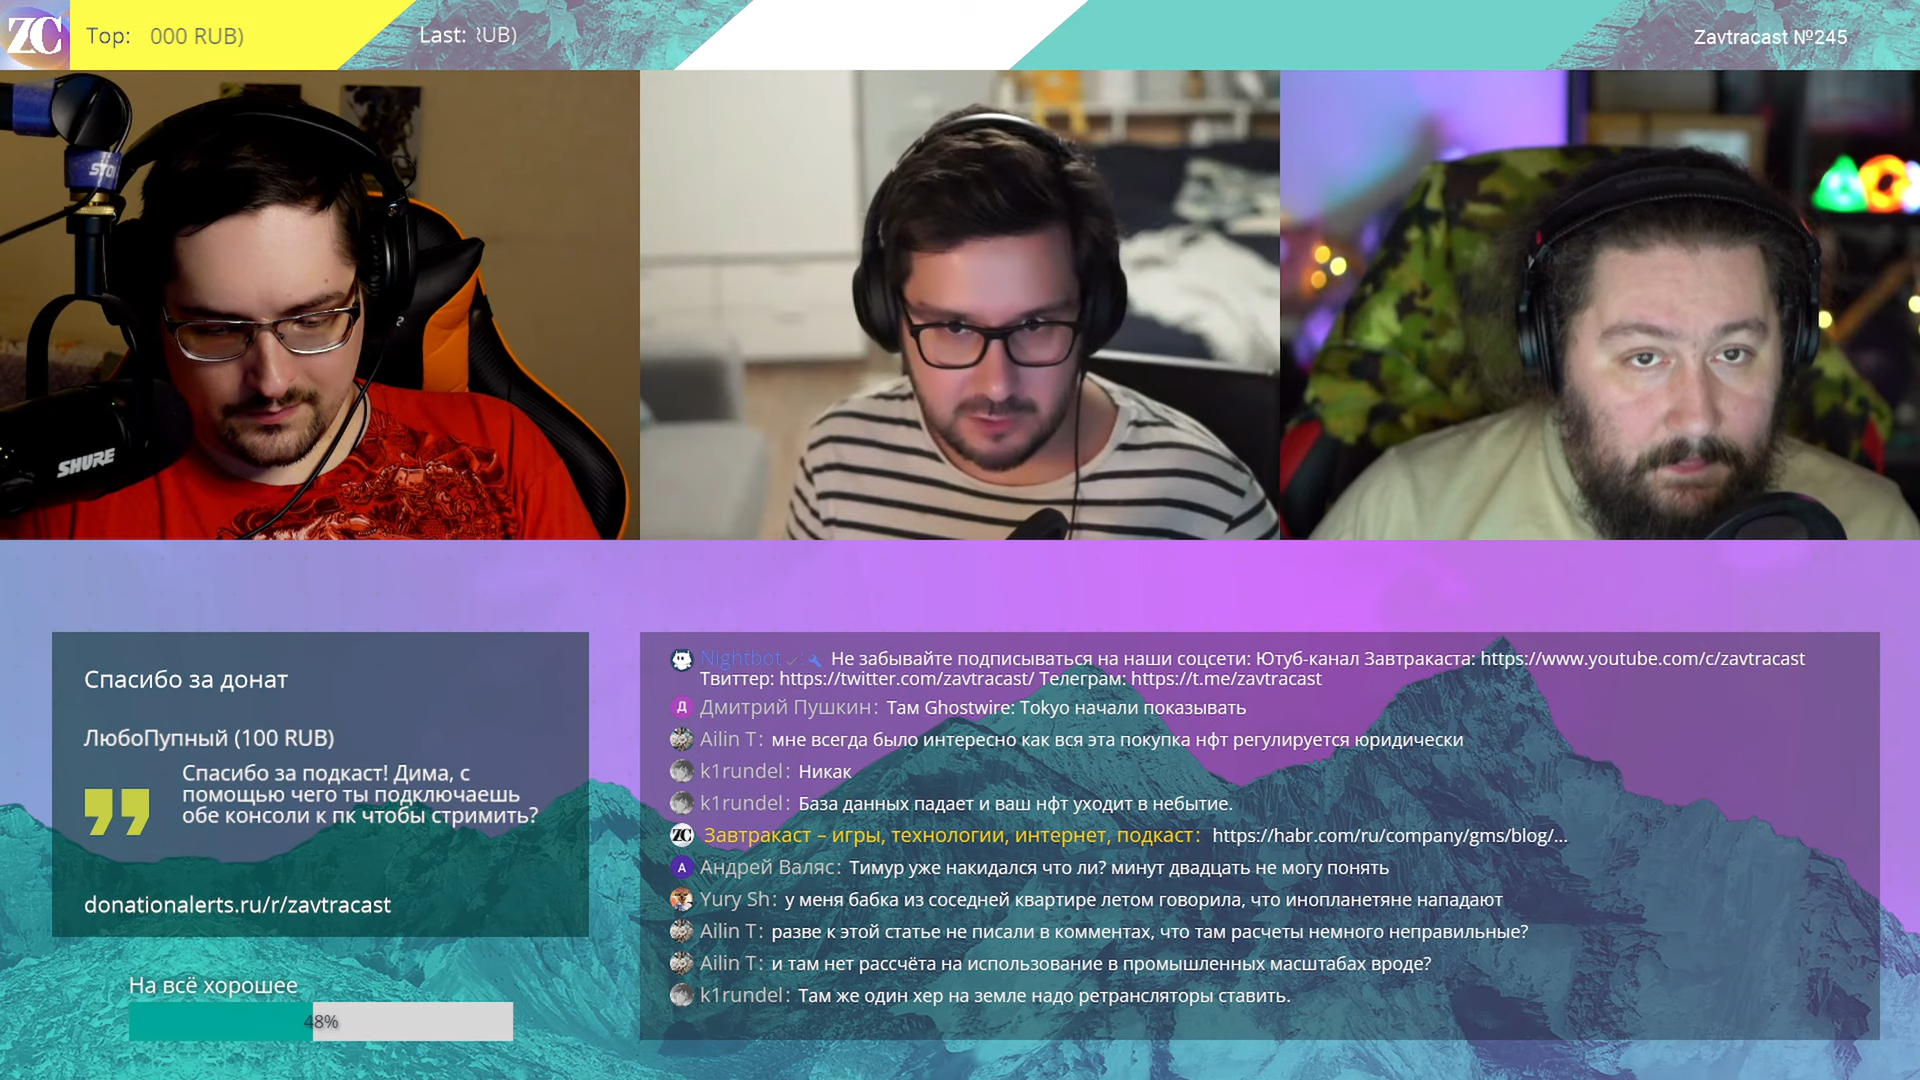 ZC
Top: 000 RUB)
Last: RUB)
Zavtracast №245
SHURE
Спасибо за донат
ЛюбоПупный (100 RUB)
Спасибо за подкаст! Дима, с
помощью чего ты подключаешь
обе консоли к пк чтобы стримить?
donationalerts.ru/r/zavtracast
На всё хорошее
48%
Nightbot Не забывайте подписываться на наши соцсети: Ютуб-канал Завтракаста: https://www.youtube.com/c/zavtracast
Твиттер: https://twitter.com/zavtracast/ Телеграм: https://t.me/zavtracast
Д Дмитрий Пушкин: Там Ghostwire: Tokyo начали показывать
Ailin T: мне всегда было интересно как вся эта покупка нфт регулируется юридически
k1rundel: Никак
k1rundel: База данных падает и ваш нфт уходит в небытие.
ZC Завтракаст – игры, технологии, интернет, подкаст: https://habr.com/ru/company/gms/blog/...
А Андрей Валяс: Тимур уже накидался что ли? минут двадцать не могу понять
Yury Sh: у меня бабка из соседней квартире летом говорила, что инопланетяне нападают
Ailin T: разве к этой статье не писали в комментах, что там расчеты немного неправильные?
Ailin T: и там нет рассчёта на использование в промышленных масштабах вроде?
k1rundel: Там же один хер на земле надо ретрансляторы ставить.